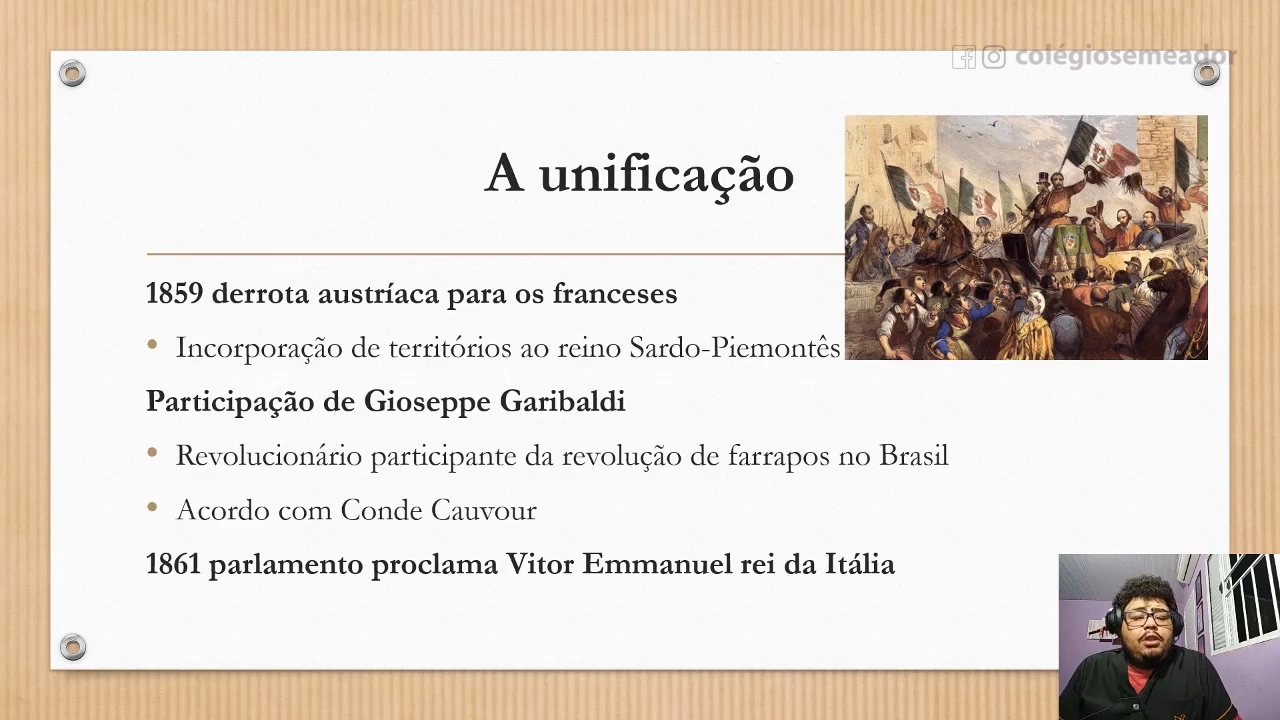 colégiosemeador
A unificação
1859 derrota austríaca para os franceses
• Incorporação de territórios ao reino Sardo-Piemontês
Participação de Gioseppe Garibaldi
• Revolucionário participante da revolução de farrapos no Brasil
• Acordo com Conde Cauvour
1861 parlamento proclama Vitor Emmanuel rei da Itália